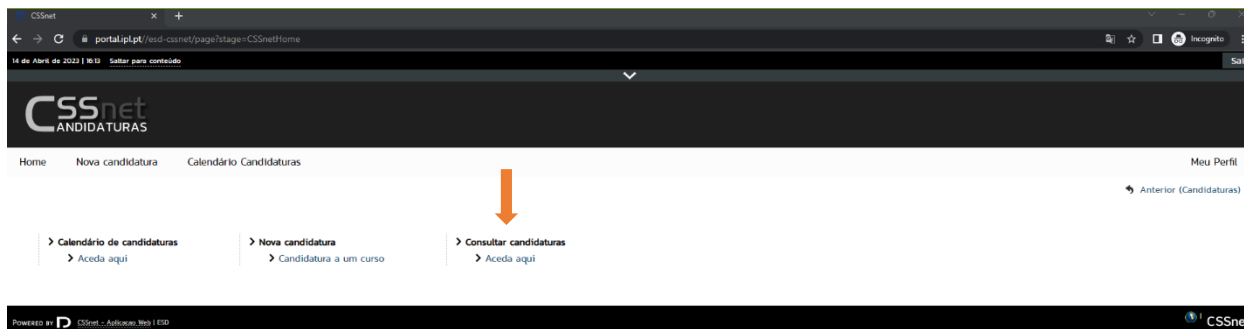 CSSnet
portal.ipl.pt//esd-cssnet/page?stage=CSSnetHome
Incognito
14 de Abril de 2023 | 16:13 Saltar para conteúdo
Sai
CSSnet
CANDIDATURAS
Home Nova candidatura Calendário Candidaturas Meu Perfil
Anterior (Candidaturas)
Calendário de candidaturas Nova candidatura Consultar candidaturas
Aceda aqui Candidatura a um curso Aceda aqui
POWERED BY CSSnet - Aplicacao Web | ESD CSSne